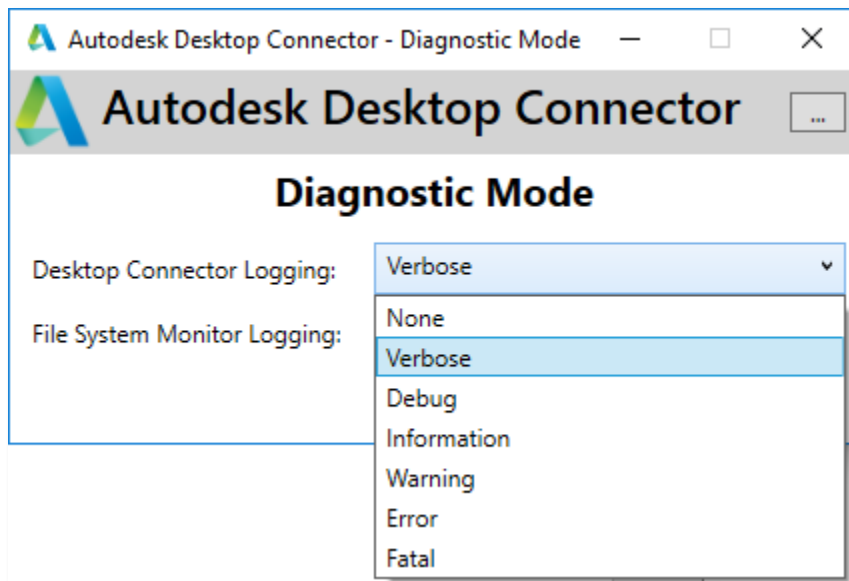 Autodesk Desktop Connector - Diagnostic Mode
Autodesk Desktop Connector
...
Diagnostic Mode
Desktop Connector Logging: Verbose
None
File System Monitor Logging:
Verbose
Debug
Information
Warning
Error
Fatal